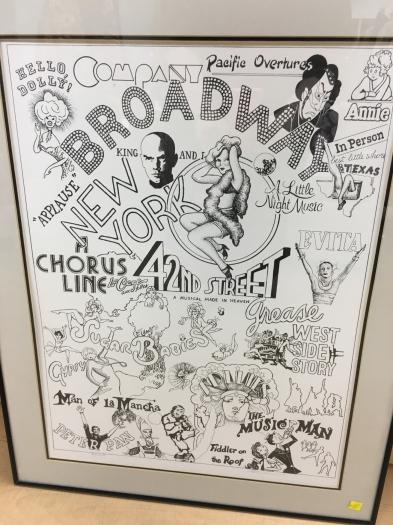 HELLO,
DOLLY!
COMPANY
Pacific Overtures
BROADWAY
Annie
In Person
best little whore
TEXAS
KING AND I
"APPLAUSE"
NEW
YORK
A Little
Night Music
EVITA
A
CHORUS
LINE
42ND STREET
A MUSICAL MADE IN HEAVEN
Grease
Sugar Babies
WEST
SIDE
STORY
Gypsy
Man of la Mancha
PETER PAN
THE
MUSIC MAN
Fiddler on
the Roof